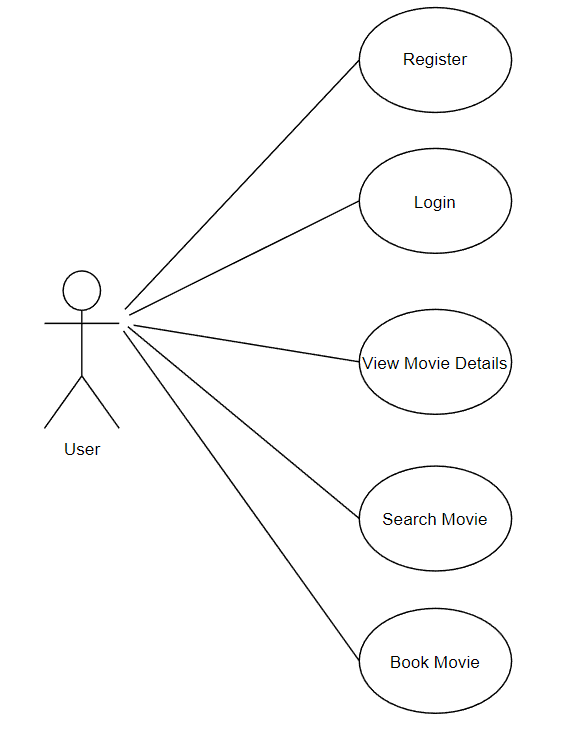 Register
Login
View Movie Details
User
Search Movie
Book Movie